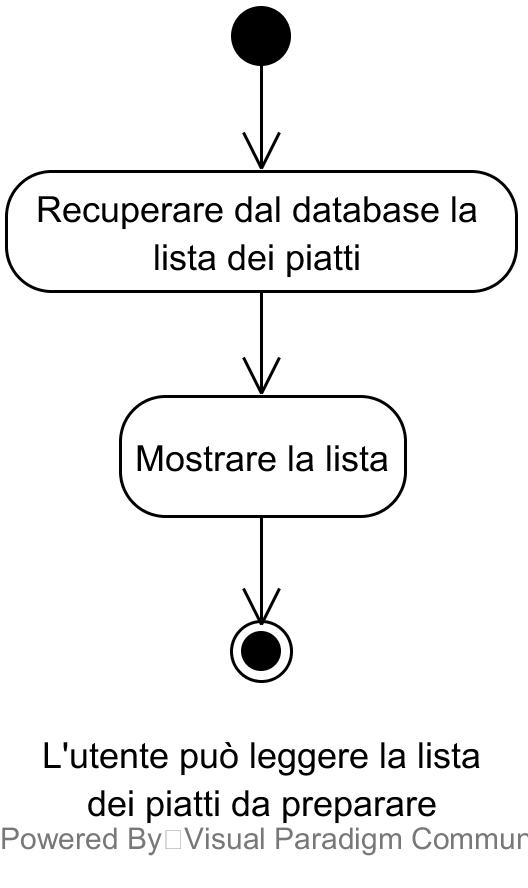 Recuperare dal database la
lista dei piatti
Mostrare la lista
L'utente può leggere la lista
dei piatti da preparare
Powered By Visual Paradigm Commun